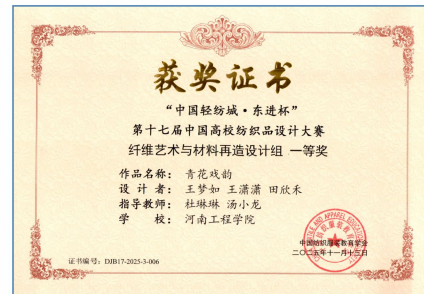 获奖证书
“中国轻纺城·东进杯”
第十七届中国高校纺织品设计大赛
纤维艺术与材料再造设计组 一等奖
作品名称： 青花戏韵
设 计 者： 王梦如 王潇潇 田欣禾
指导教师： 杜琳琳 汤小龙
学 校： 河南工程学院
中国纺织服装教育学会
二〇二五年十一月十三日
证书编号：DJB17-2025-3-006